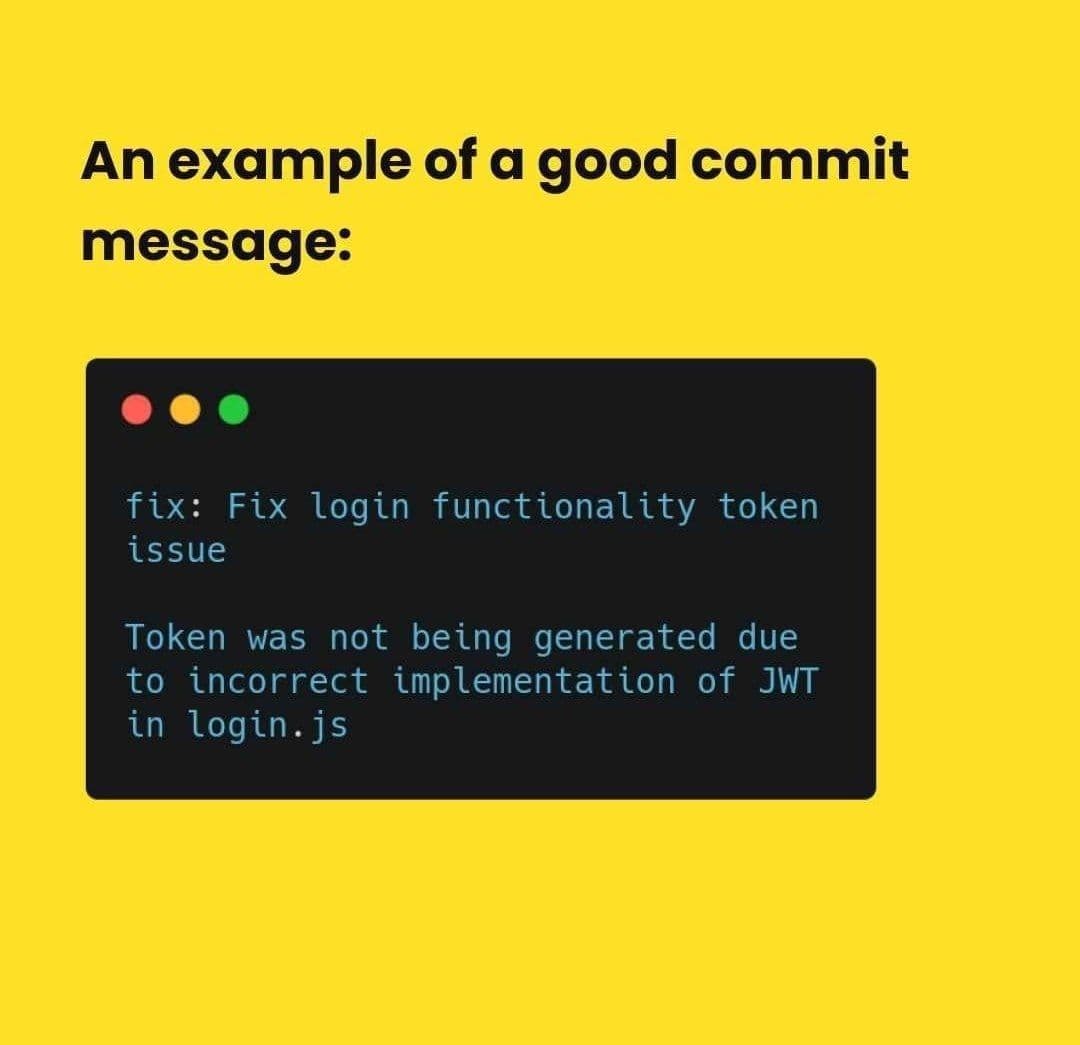 An example of a good commit
message:
fix: Fix login functionality token
issue
Token was not being generated due
to incorrect implementation of JWT
in login.js